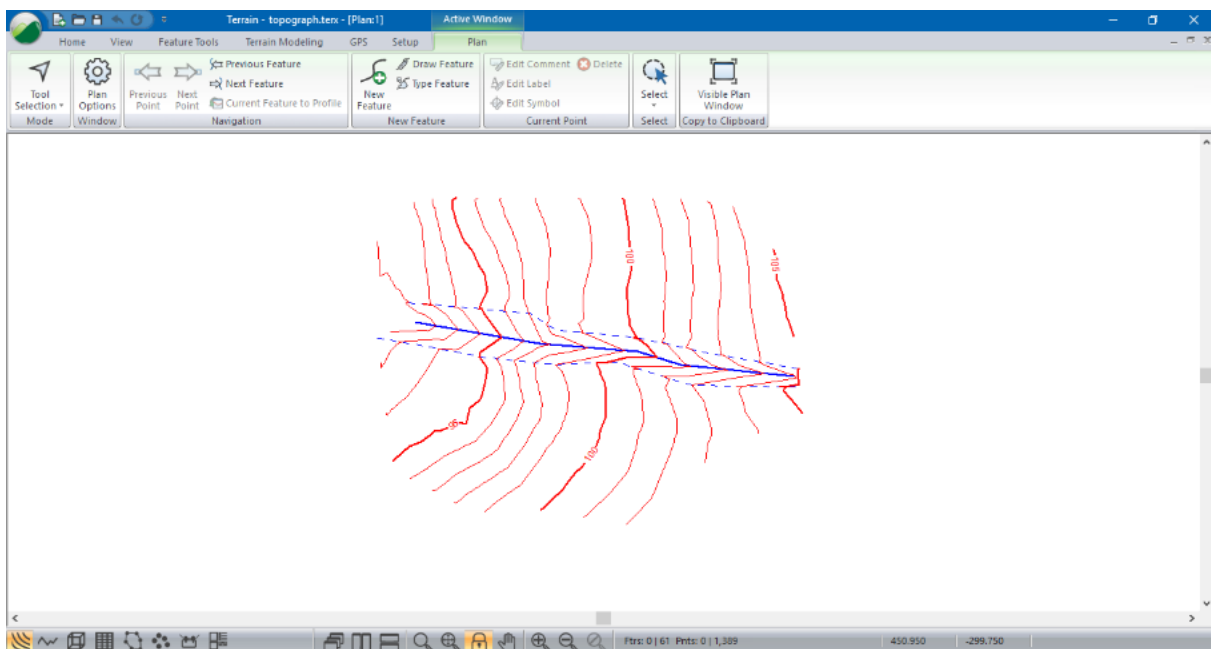 Terrain - topograph.terx - [Plan:1]
Active Window
Home View Feature Tools Terrain Modeling GPS Setup Plan
Tool Selection
Mode
Plan Options
Window
Previous Point
Next Point
Previous Feature
Next Feature
Current Feature to Profile
Navigation
New Feature
Draw Feature
Type Feature
New Feature
Edit Comment
Delete
Edit Label
Edit Symbol
Current Point
Select
Select
Visible Plan Window
Copy to Clipboard
100
105
95
100
Ftrs: 0 | 61 Pnts: 0 | 1,389
450.950
-299.750